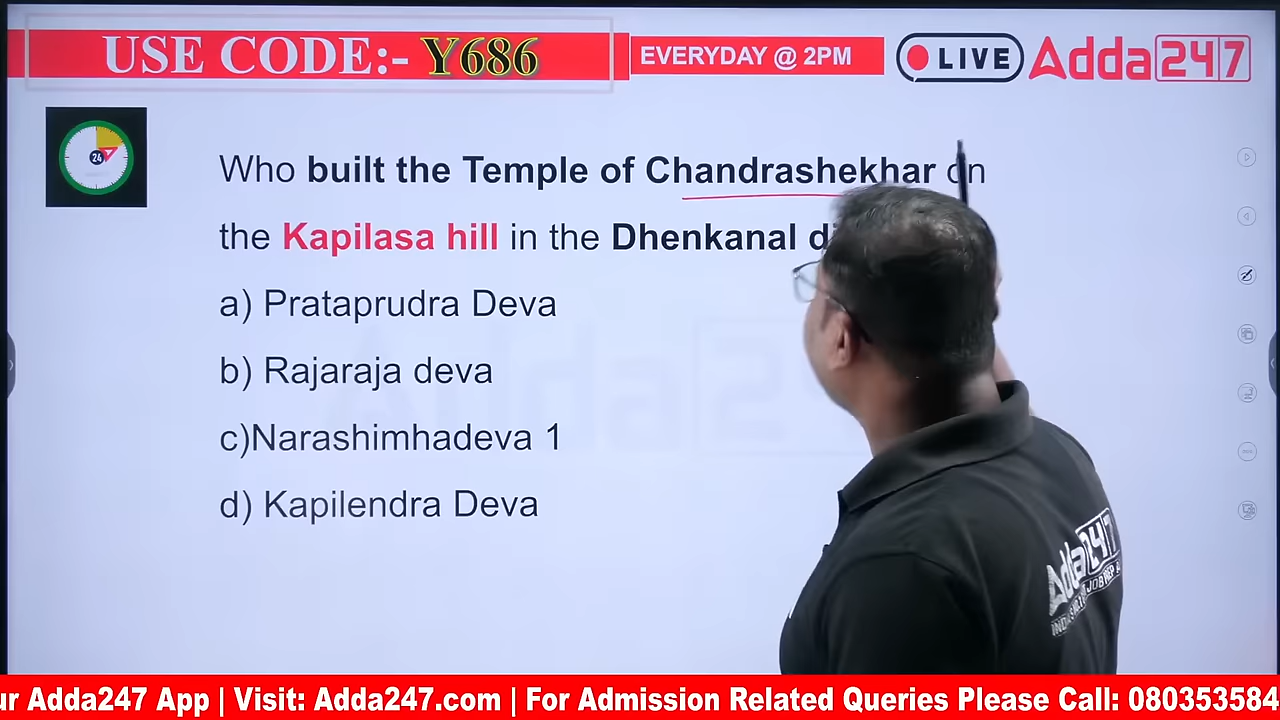 USE CODE:- Y686
EVERYDAY @ 2PM
LIVE
Adda247
24
Who built the Temple of Chandrashekhar on
the Kapilasa hill in the Dhenkanal
a) Prataprudra Deva
b) Rajaraja deva
c)Narashimhadeva 1
d) Kapilendra Deva
Adda247
Adda247 App | Visit: Adda247.com | For Admission Related Queries Please Call: 080353584